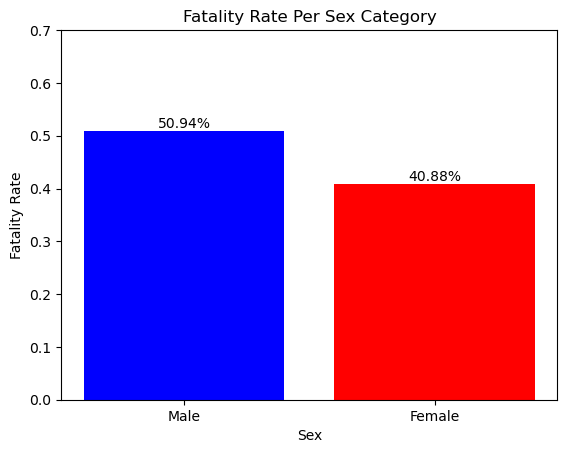 Fatality Rate Per Sex Category
Fatality Rate
0.7
0.6
0.5
0.4
0.3
0.2
0.1
0.0
50.94%
40.88%
Male
Female
Sex